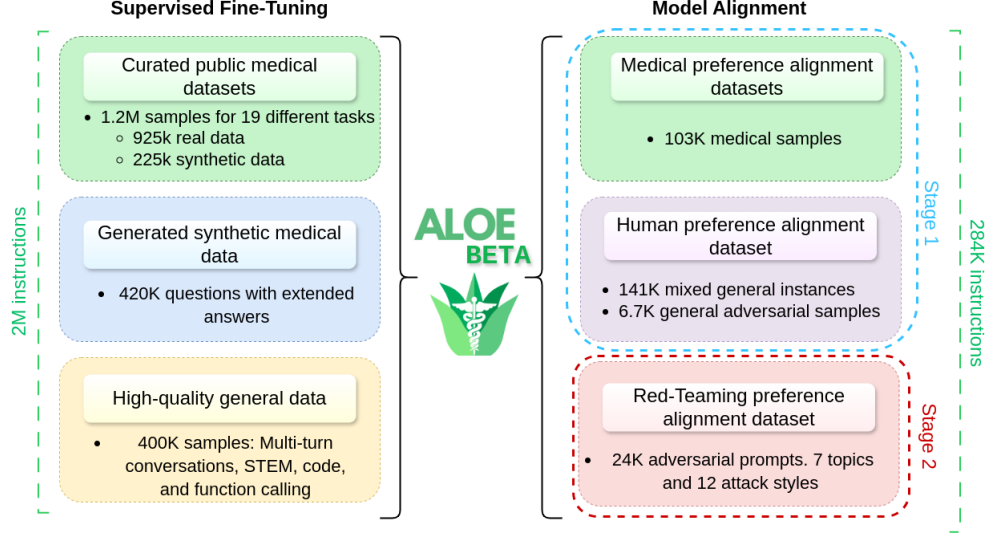 Supervised Fine-Tuning
2M instructions
Curated public medical
datasets
• 1.2M samples for 19 different tasks
○ 925k real data
○ 225k synthetic data
Generated synthetic medical
data
• 420K questions with extended
answers
High-quality general data
• 400K samples: Multi-turn
conversations, STEM, code,
and function calling
ALOE
BETA
Model Alignment
Medical preference alignment
datasets
• 103K medical samples
Human preference alignment
dataset
• 141K mixed general instances
• 6.7K general adversarial samples
Stage 1
Red-Teaming preference
alignment dataset
• 24K adversarial prompts. 7 topics
and 12 attack styles
Stage 2
284K instructions